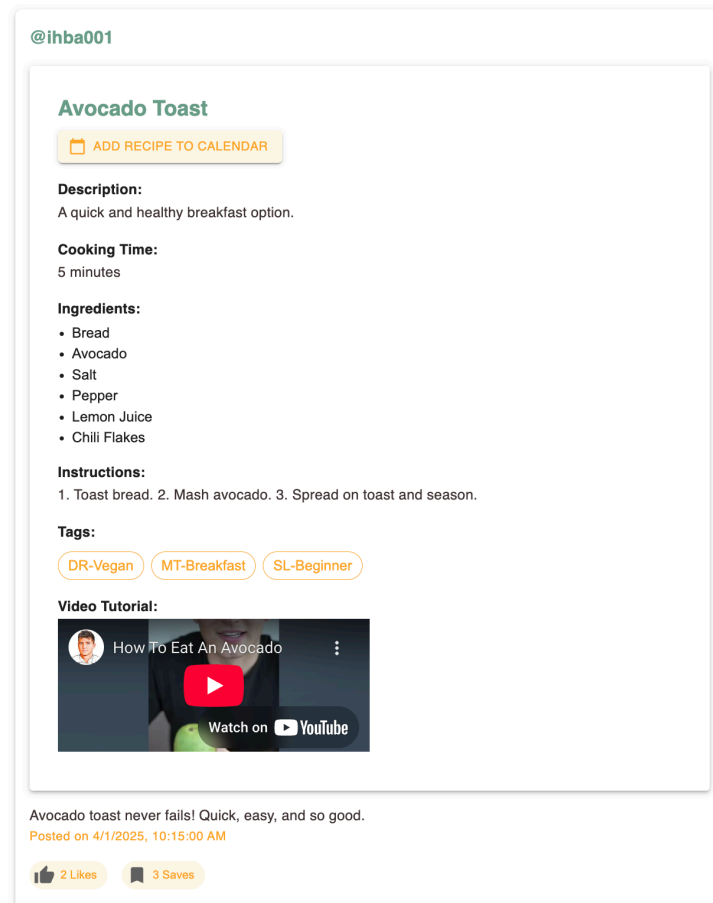 @ihba001
Avocado Toast
ADD RECIPE TO CALENDAR
Description:
A quick and healthy breakfast option.
Cooking Time:
5 minutes
Ingredients:
• Bread
• Avocado
• Salt
• Pepper
• Lemon Juice
• Chili Flakes
Instructions:
1. Toast bread. 2. Mash avocado. 3. Spread on toast and season.
Tags:
DR-Vegan MT-Breakfast SL-Beginner
Video Tutorial:
How To Eat An Avocado
Watch on YouTube
Avocado toast never fails! Quick, easy, and so good.
Posted on 4/1/2025, 10:15:00 AM
2 Likes 3 Saves